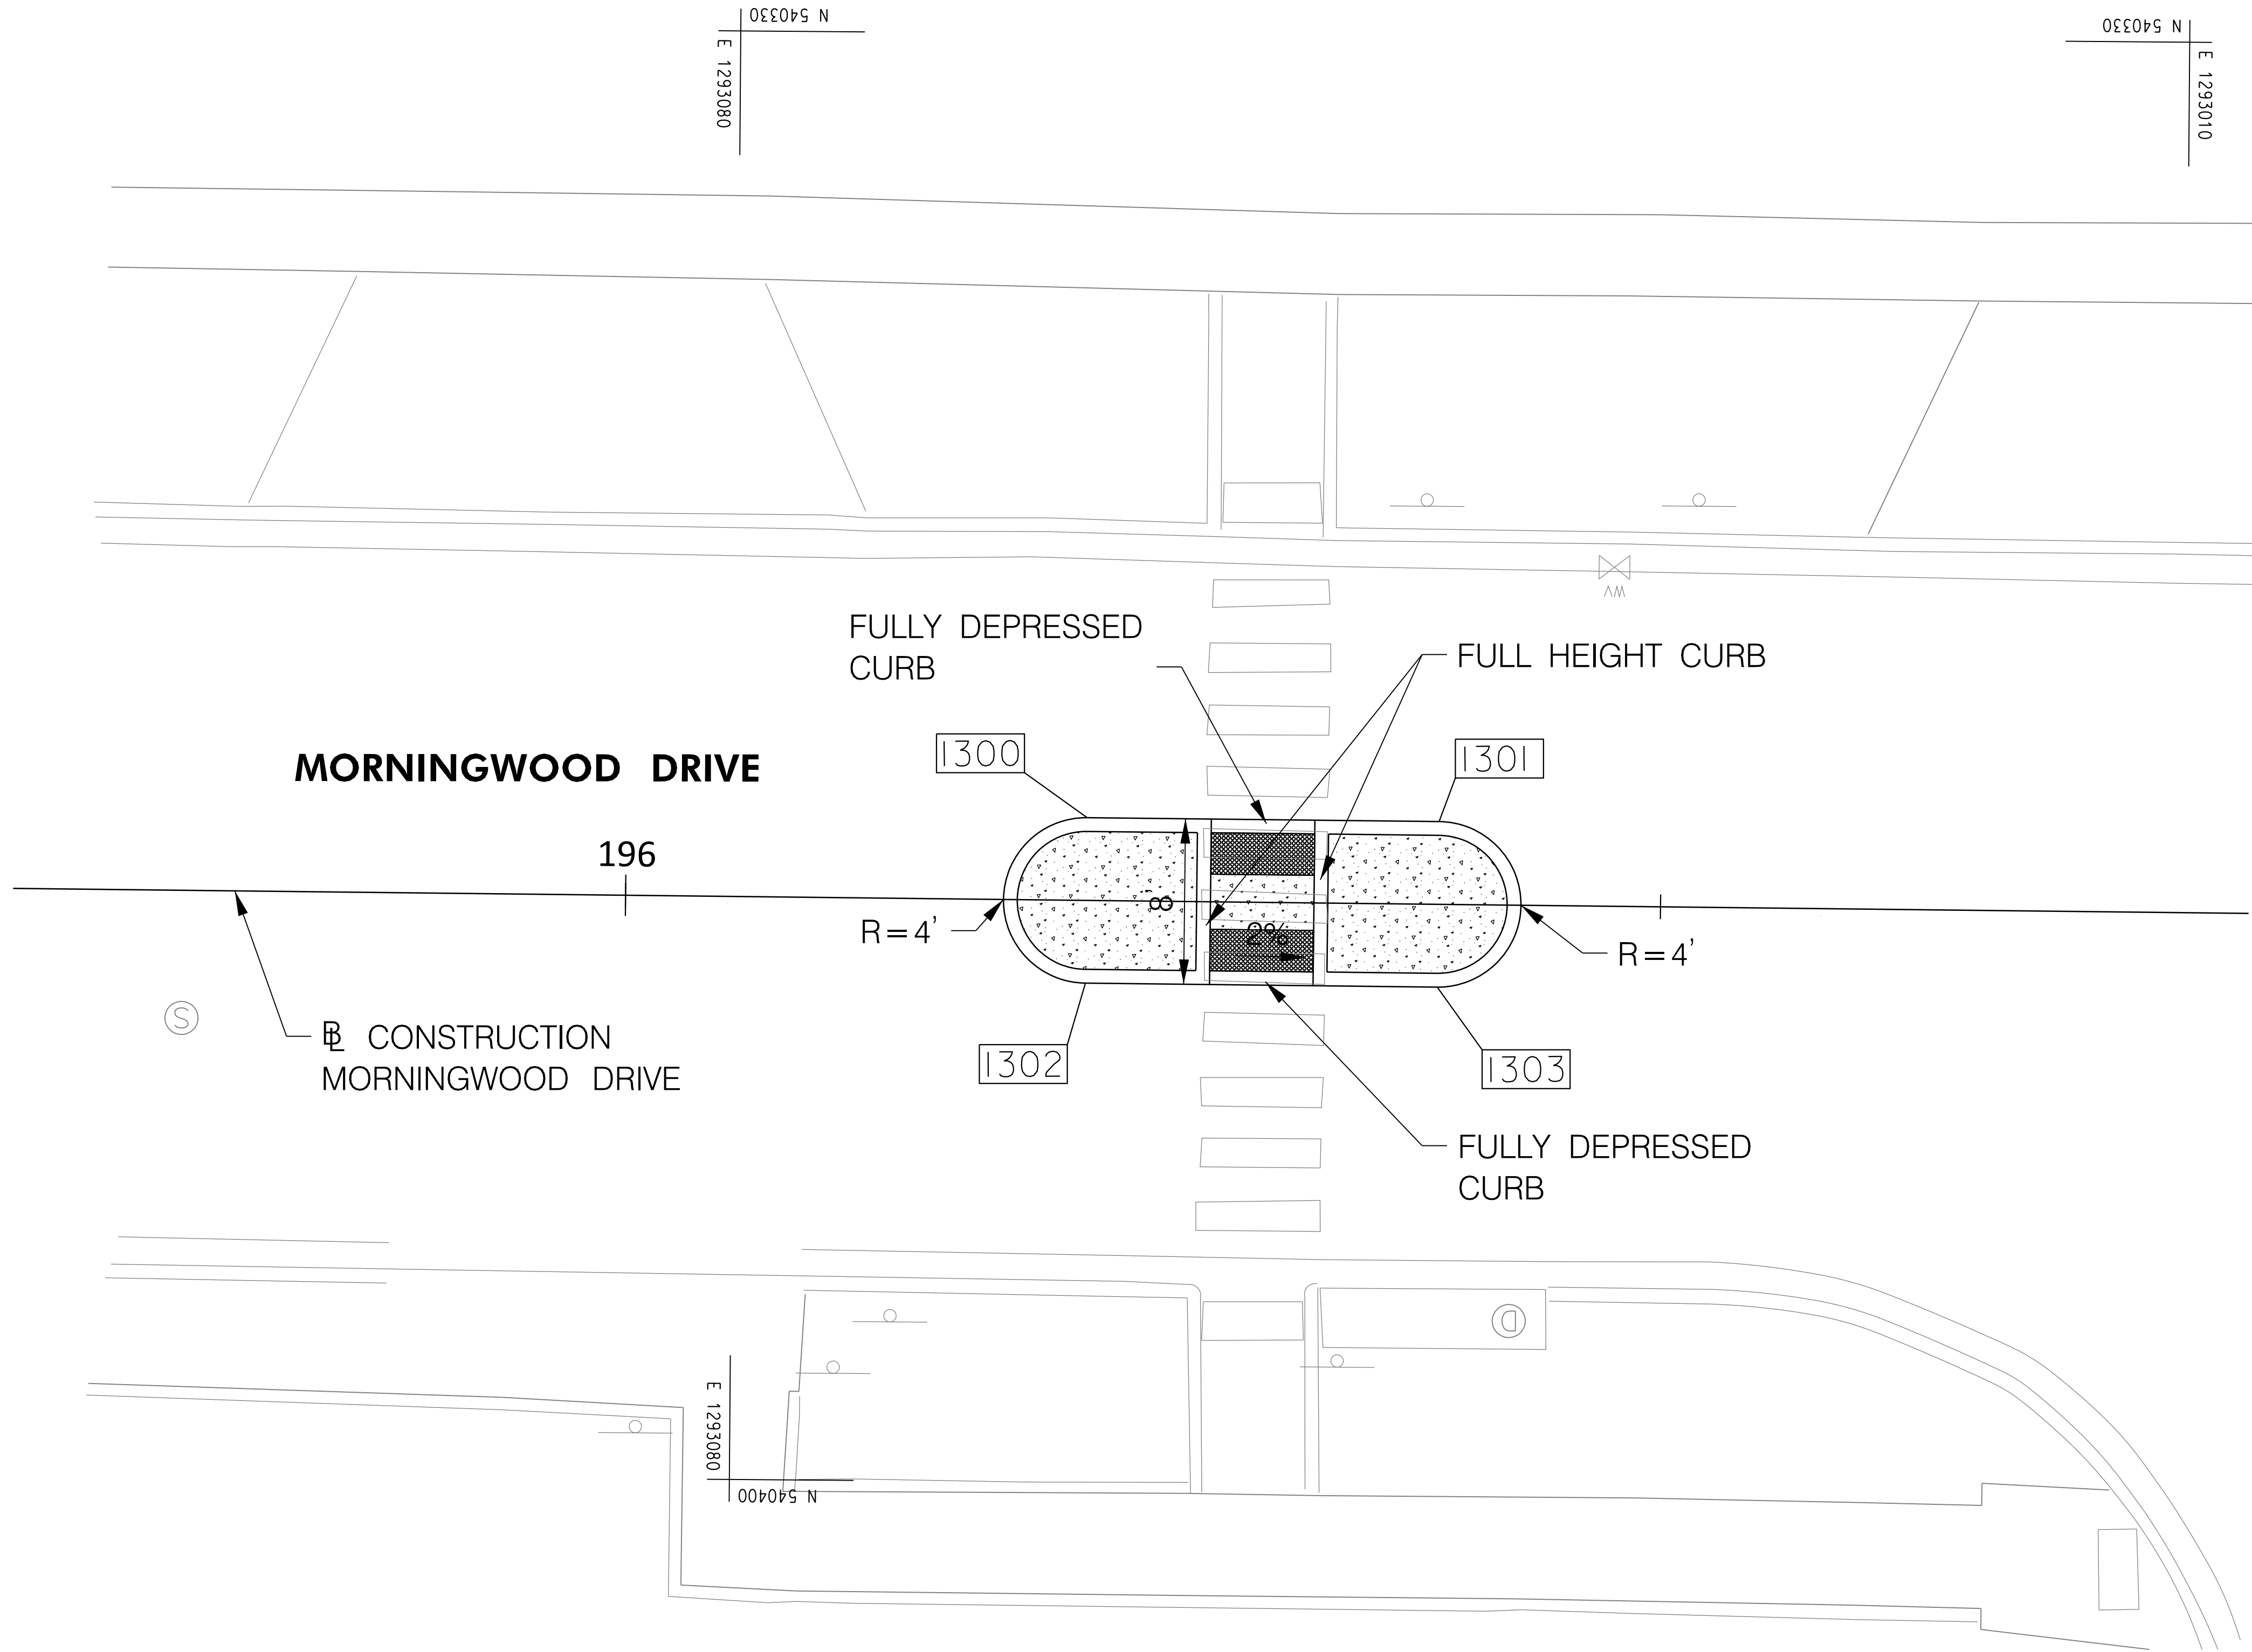 N 540330
E 1293080
N 540330
E 1293010
WV
FULLY DEPRESSED
CURB
FULL HEIGHT CURB
1300
1301
MORNINGWOOD DRIVE
196
8'
R=4'
2%
R=4'
S
BL CONSTRUCTION
MORNINGWOOD DRIVE
1302
1303
FULLY DEPRESSED
CURB
D
E 1293080
N 540400